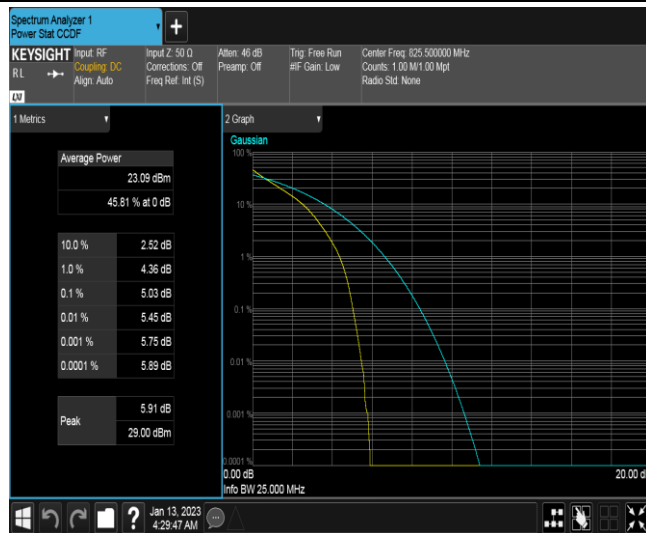 Spectrum Analyzer 1
Power Stat CCDF
+
KEYSIGHT
RL
Input: RF
Coupling: DC
Align: Auto
Input Z: 50 Ω
Corrections: Off
Freq Ref: Int (S)
Atten: 46 dB
Preamp: Off
Trig: Free Run
#IF Gain: Low
Center Freq: 825.500000 MHz
Counts: 1.00 M/1.00 Mpt
Radio Std: None
1 Metrics
Average Power
23.09 dBm
45.81 % at 0 dB
10.0 % 2.52 dB
1.0 % 4.36 dB
0.1 % 5.03 dB
0.01 % 5.45 dB
0.001 % 5.75 dB
0.0001 % 5.89 dB
Peak
5.91 dB
29.00 dBm
2 Graph
Gaussian
100 %
10 %
1 %
0.1 %
0.01 %
0.001 %
0.0001 %
0.00 dB
20.00 d
Info BW 25.000 MHz
?
Jan 13, 2023
4:29:47 AM